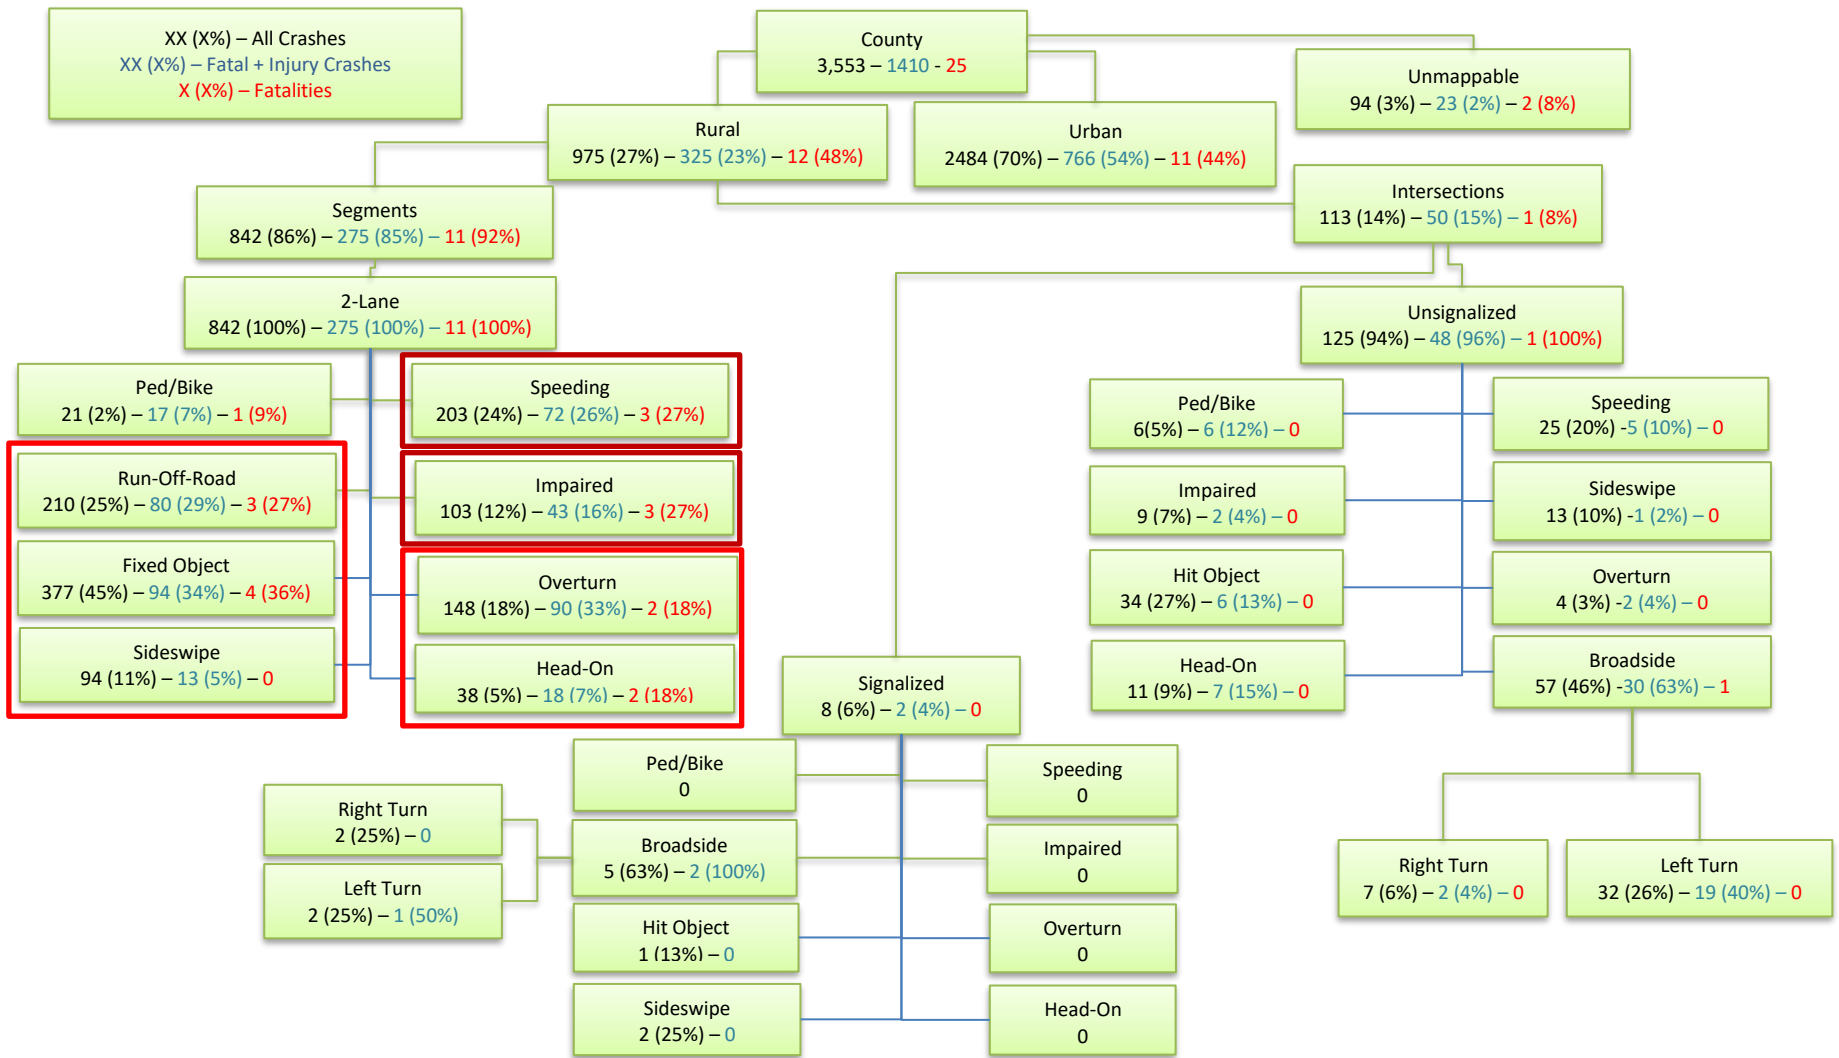 XX (X%) – All Crashes
XX (X%) – Fatal + Injury Crashes
X (X%) – Fatalities
County
3,553 – 1410 - 25
Unmappable
94 (3%) – 23 (2%) – 2 (8%)
Rural
975 (27%) – 325 (23%) – 12 (48%)
Urban
2484 (70%) – 766 (54%) – 11 (44%)
Segments
842 (86%) – 275 (85%) – 11 (92%)
Intersections
113 (14%) – 50 (15%) – 1 (8%)
2-Lane
842 (100%) – 275 (100%) – 11 (100%)
Unsignalized
125 (94%) – 48 (96%) – 1 (100%)
Ped/Bike
21 (2%) – 17 (7%) – 1 (9%)
Speeding
203 (24%) – 72 (26%) – 3 (27%)
Run-Off-Road
210 (25%) – 80 (29%) – 3 (27%)
Impaired
103 (12%) – 43 (16%) – 3 (27%)
Fixed Object
377 (45%) – 94 (34%) – 4 (36%)
Overturn
148 (18%) – 90 (33%) – 2 (18%)
Sideswipe
94 (11%) – 13 (5%) – 0
Head-On
38 (5%) – 18 (7%) – 2 (18%)
Ped/Bike
6(5%) – 6 (12%) – 0
Speeding
25 (20%) -5 (10%) – 0
Impaired
9 (7%) – 2 (4%) – 0
Sideswipe
13 (10%) -1 (2%) – 0
Hit Object
34 (27%) – 6 (13%) – 0
Overturn
4 (3%) -2 (4%) – 0
Head-On
11 (9%) – 7 (15%) – 0
Broadside
57 (46%) -30 (63%) – 1
Signalized
8 (6%) – 2 (4%) – 0
Ped/Bike
0
Speeding
0
Right Turn
2 (25%) – 0
Broadside
5 (63%) – 2 (100%)
Impaired
0
Left Turn
2 (25%) – 1 (50%)
Right Turn
7 (6%) – 2 (4%) – 0
Left Turn
32 (26%) – 19 (40%) – 0
Hit Object
1 (13%) – 0
Overturn
0
Sideswipe
2 (25%) – 0
Head-On
0